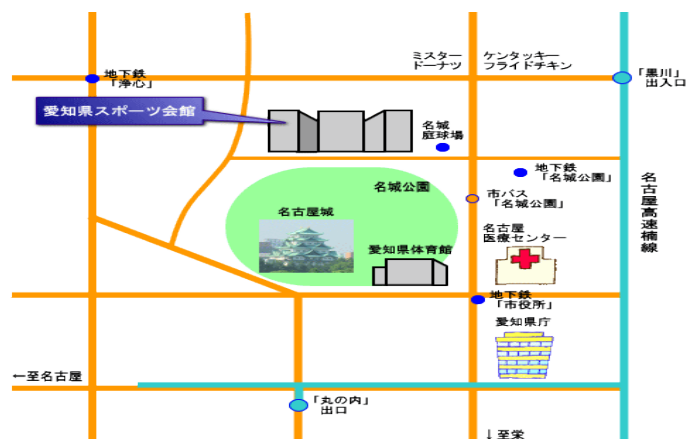 ミスター
ドーナツ
ケンタッキー
フライドチキン
地下鉄
「浄心」
「黒川」
出入口
愛知県スポーツ会館
名城
庭球場
地下鉄
「名城公園」
名城公園
市バス
「名城公園」
名古屋高速楠線
名古屋城
名古屋
医療センター
愛知県体育館
地下鉄
「市役所」
愛知県庁
←至名古屋
「丸の内」
出口
↓至栄